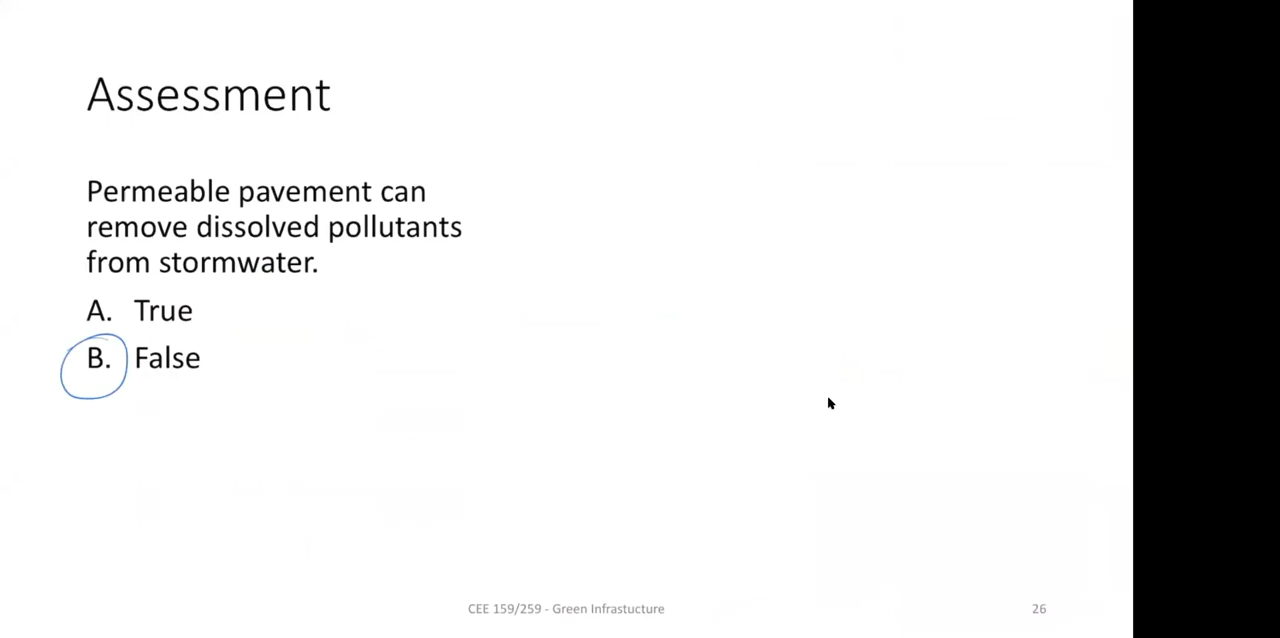 Assessment
Permeable pavement can
remove dissolved pollutants
from stormwater.
A. True
B. False
CEE 159/259 - Green Infrastucture
26